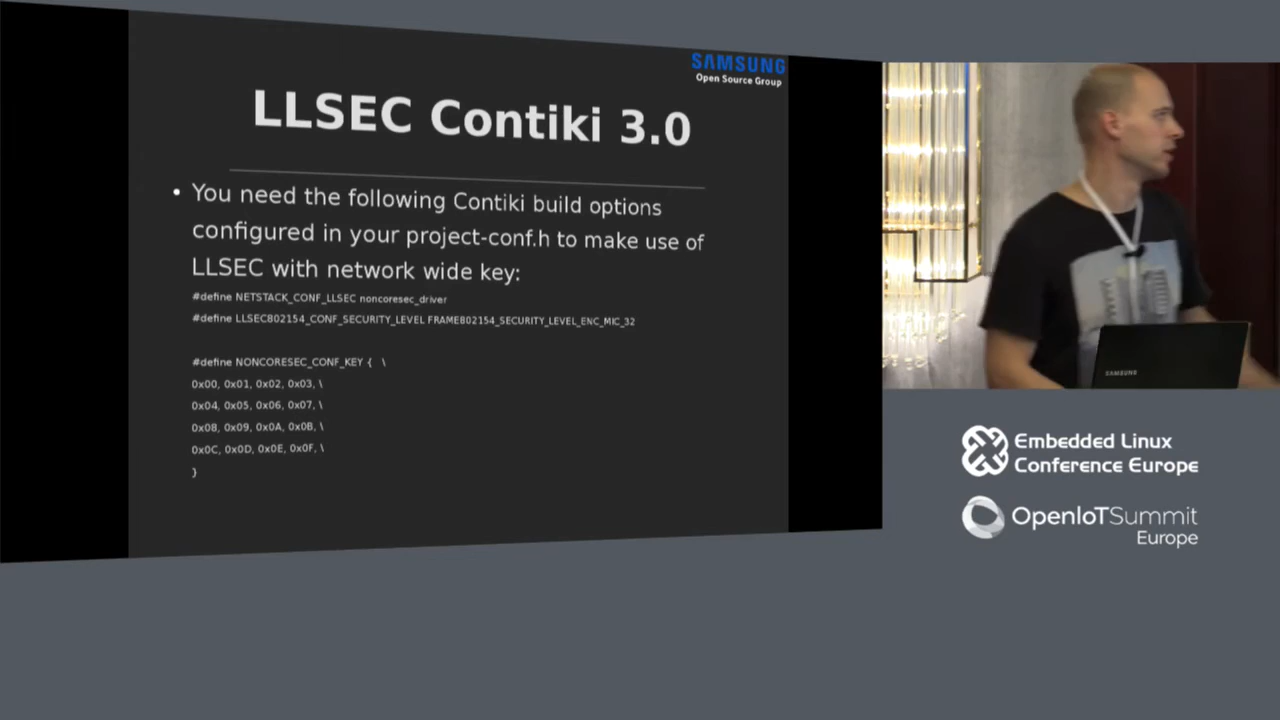 SAMSUNG
Open Source Group
LLSEC Contiki 3.0
• You need the following Contiki build options
configured in your project-conf.h to make use of
LLSEC with network wide key:
#define NETSTACK_CONF_LLSEC noncoresec_driver
#define LLSEC802154_CONF_SECURITY_LEVEL FRAME802154_SECURITY_LEVEL_ENC_MIC_32
#define NONCORESEC_CONF_KEY { \
0x00, 0x01, 0x02, 0x03, \
0x04, 0x05, 0x06, 0x07, \
0x08, 0x09, 0x0A, 0x0B, \
0x0C, 0x0D, 0x0E, 0x0F, \
}
SAMSUNG
Embedded Linux
Conference Europe
OpenIoTSummit
Europe